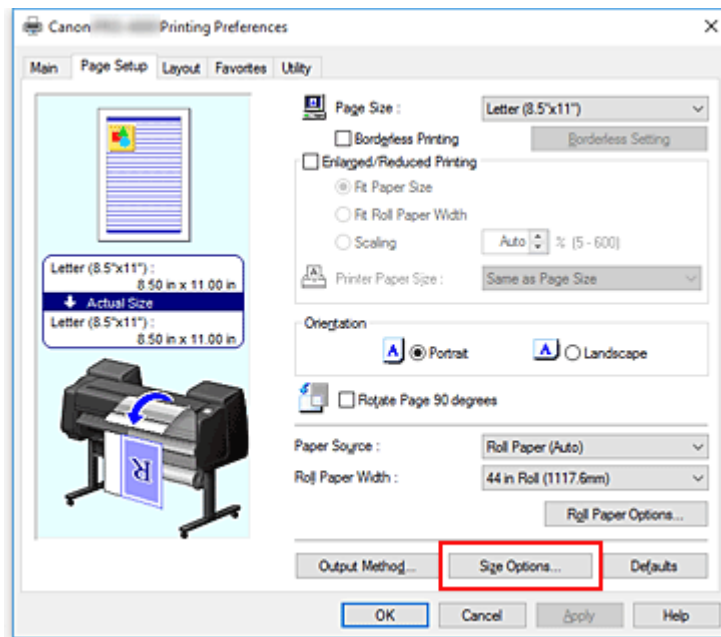 Canon Printing Preferences
Main Page Setup Layout Favorites Utility
Page Size : Letter (8.5"x11")
Borderless Printing Borderless Setting
Enlarged/Reduced Printing
Fit Paper Size
Fit Roll Paper Width
Scaling Auto % (5 - 600)
Printer Paper Size : Same as Page Size
Letter (8.5"x11") :
8.50 in x 11.00 in
Actual Size
Letter (8.5"x11") :
8.50 in x 11.00 in
Orientation
A Portrait A Landscape
Rotate Page 90 degrees
R
Paper Source : Roll Paper (Auto)
Roll Paper Width : 44 in Roll (1117.6mm)
Roll Paper Options...
Output Method... Size Options... Defaults
OK Cancel Apply Help